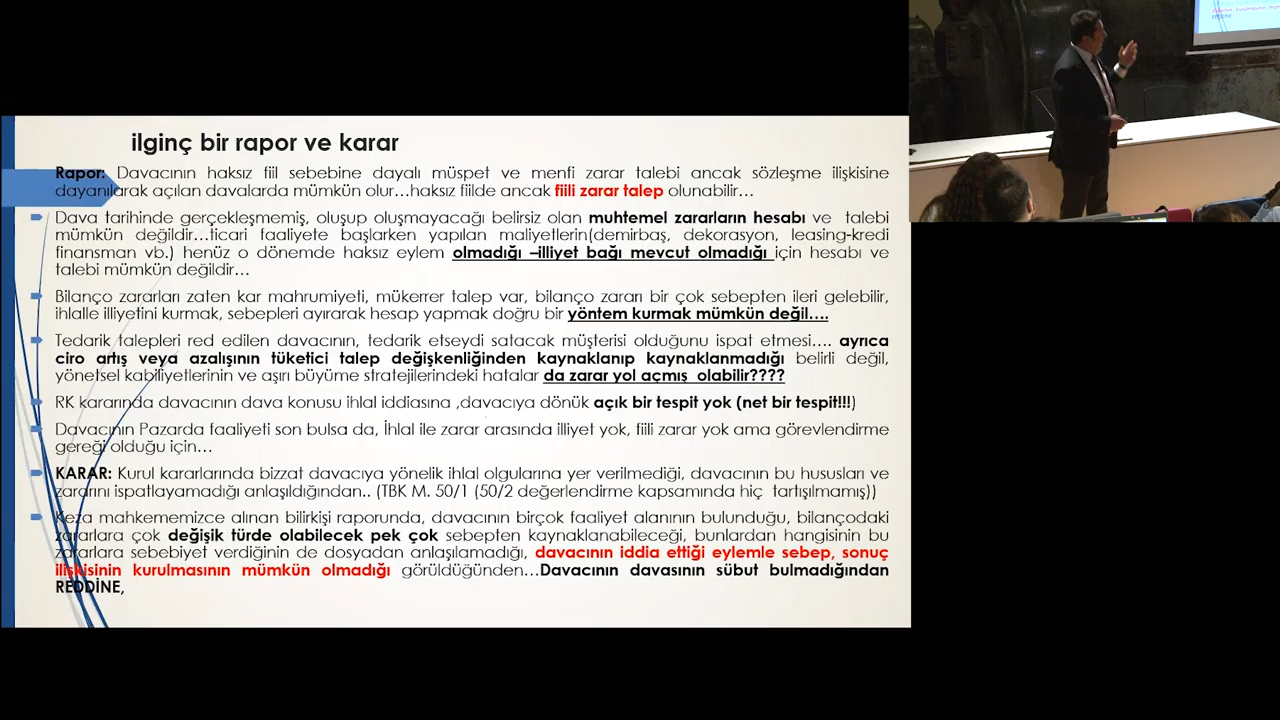 ilginç bir rapor ve karar
Rapor: Davacının haksız fiil sebebine dayalı müspet ve menfi zarar talebi ancak sözleşme ilişkisine
dayanılarak açılan davalarda mümkün olur…haksız fiilde ancak fiili zarar talep olunabilir…
Dava tarihinde gerçekleşmemiş, oluşup oluşmayacağı belirsiz olan muhtemel zararların hesabı ve talebi
mümkün değildir…ticari faaliyete başlarken yapılan maliyetlerin(demirbaş, dekorasyon, leasing-kredi
finansman vb.) henüz o dönemde haksız eylem olmadığı –illiyet bağı mevcut olmadığı için hesabı ve
talebi mümkün değildir…
Bilanço zararları zaten kar mahrumiyeti, mükerrer talep var, bilanço zararı bir çok sebepten ileri gelebilir,
ihlalle illiyetini kurmak, sebepleri ayırarak hesap yapmak doğru bir yöntem kurmak mümkün değil….
Tedarik talepleri red edilen davacının, tedarik etseydi satacak müşterisi olduğunu ispat etmesi…. ayrıca
ciro artış veya azalışının tüketici talep değişkenliğinden kaynaklanıp kaynaklanmadığı belirli değil,
yönetsel kabiliyetlerinin ve aşırı büyüme stratejilerindeki hatalar da zarar yol açmış olabilir????
RK kararında davacının dava konusu ihlal iddiasına ,davacıya dönük açık bir tespit yok (net bir tespit!!!)
Davacının Pazarda faaliyeti son bulsa da, İhlal ile zarar arasında illiyet yok, fiili zarar yok ama görevlendirme
gereği olduğu için…
KARAR: Kurul kararlarında bizzat davacıya yönelik ihlal olgularına yer verilmediği, davacının bu hususları ve
zararını ispatlayamadığı anlaşıldığından.. (TBK M. 50/1 (50/2 değerlendirme kapsamında hiç tartışılmamış))
Keza mahkememizce alınan bilirkişi raporunda, davacının birçok faaliyet alanının bulunduğu, bilançodaki
zararlara çok değişik türde olabilecek pek çok sebepten kaynaklanabileceği, bunlardan hangisinin bu
zararlara sebebiyet verdiğinin de dosyadan anlaşılamadığı, davacının iddia ettiği eylemle sebep, sonuç
ilişkisinin kurulmasının mümkün olmadığı görüldüğünden…Davacının davasının sübut bulmadığından
REDDİNE,